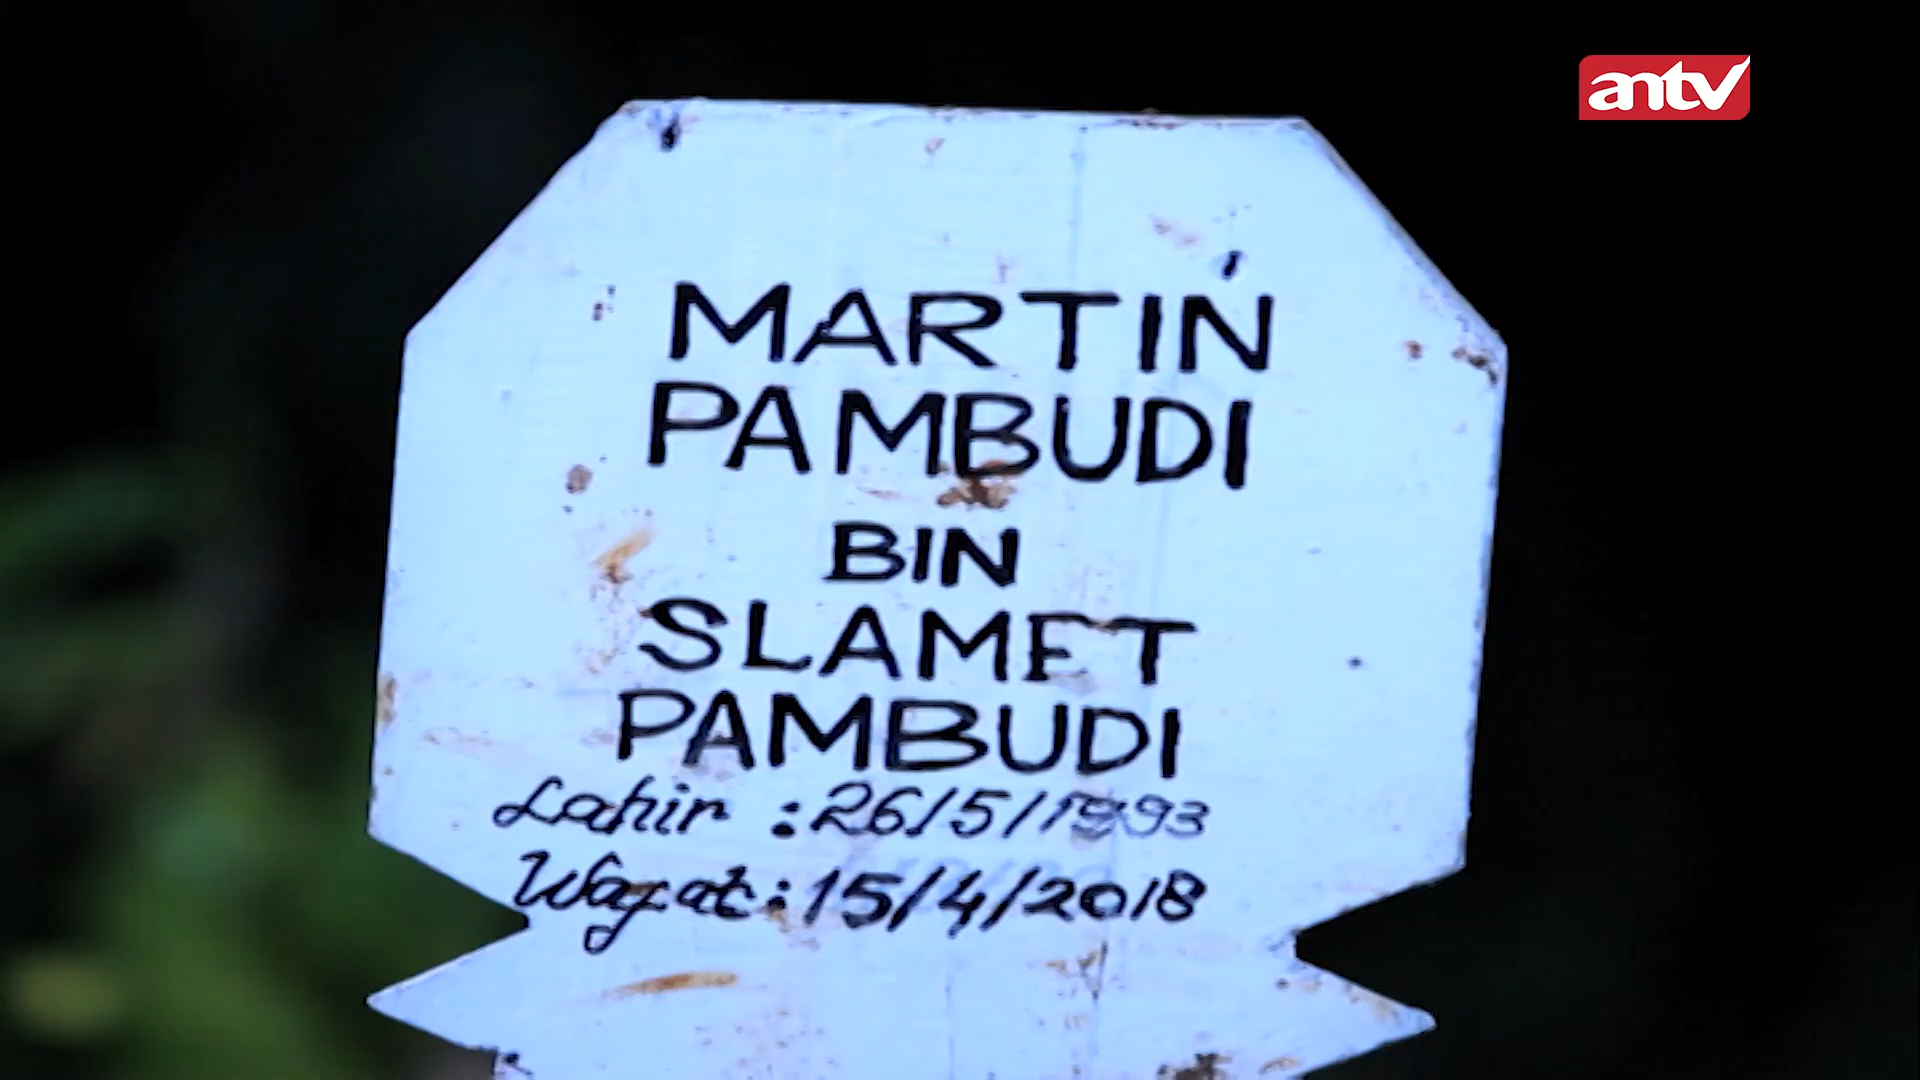 antv
MARTIN
PAMBUDI
BIN
SLAMET
PAMBUDI
Lahir : 26/5/1993
Wafat : 15/4/2018